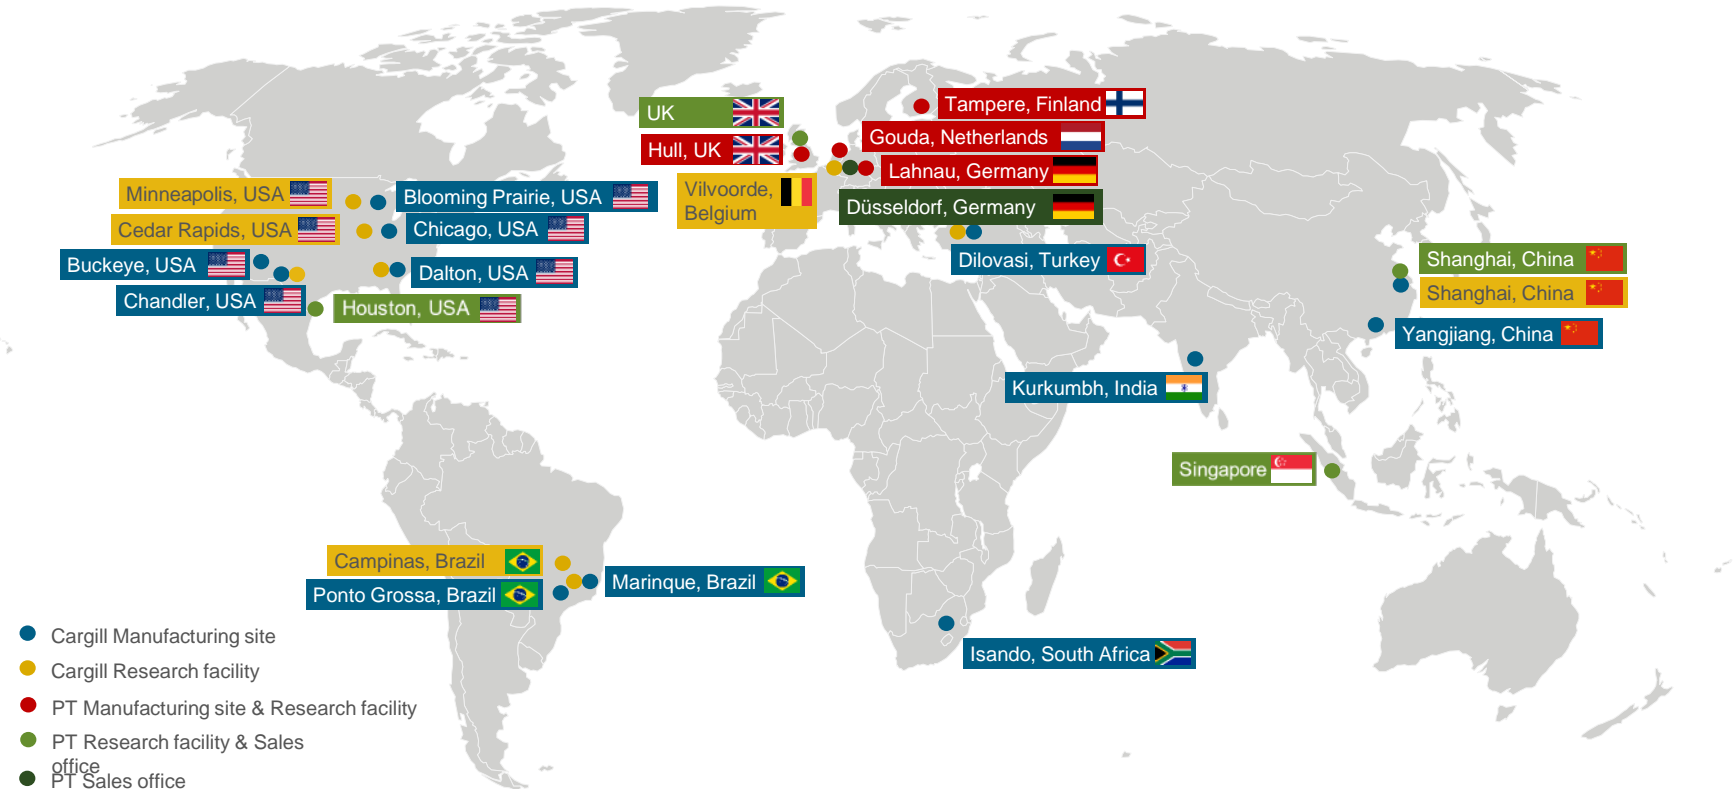 UK
Hull, UK
Vilvoorde,
Belgium
Tampere, Finland
Gouda, Netherlands
Lahnau, Germany
Düsseldorf, Germany
Minneapolis, USA
Blooming Prairie, USA
Cedar Rapids, USA
Chicago, USA
Buckeye, USA
Dalton, USA
Chandler, USA
Houston, USA
Dilovasi, Turkey
Shanghai, China
Shanghai, China
Yangjiang, China
Kurkumbh, India
Singapore
Campinas, Brazil
Marinque, Brazil
Ponto Grossa, Brazil
Isando, South Africa
Cargill Manufacturing site
Cargill Research facility
PT Manufacturing site & Research facility
PT Research facility & Sales
office
PT Sales office